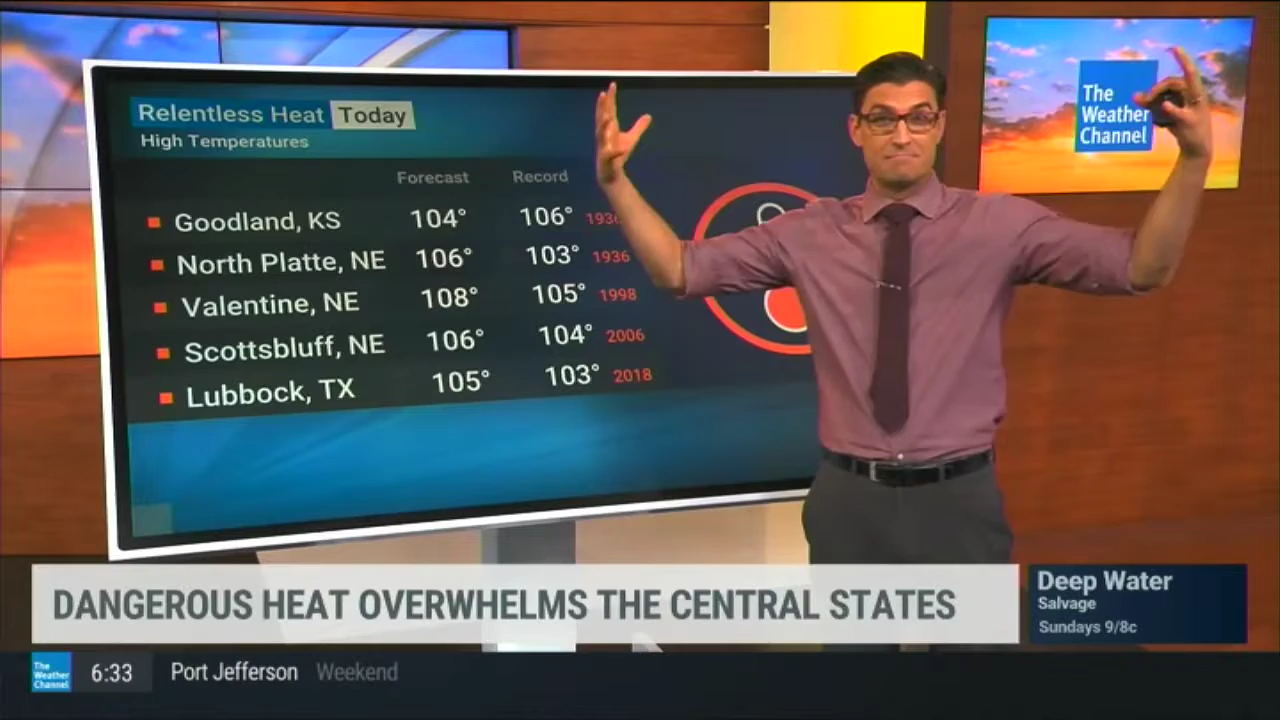 Relentless Heat Today
High Temperatures
Forecast Record
Goodland, KS 104° 106°
North Platte, NE 106° 103° 1936
Valentine, NE 108° 105° 1998
Scottsbluff, NE 106° 104° 2006
Lubbock, TX 105° 103° 2018
The
Weather
Channel
DANGEROUS HEAT OVERWHELMS THE CENTRAL STATES
Deep Water
Salvage
Sundays 9/8c
The
Weather
Channel
6:33 Port Jefferson Weekend